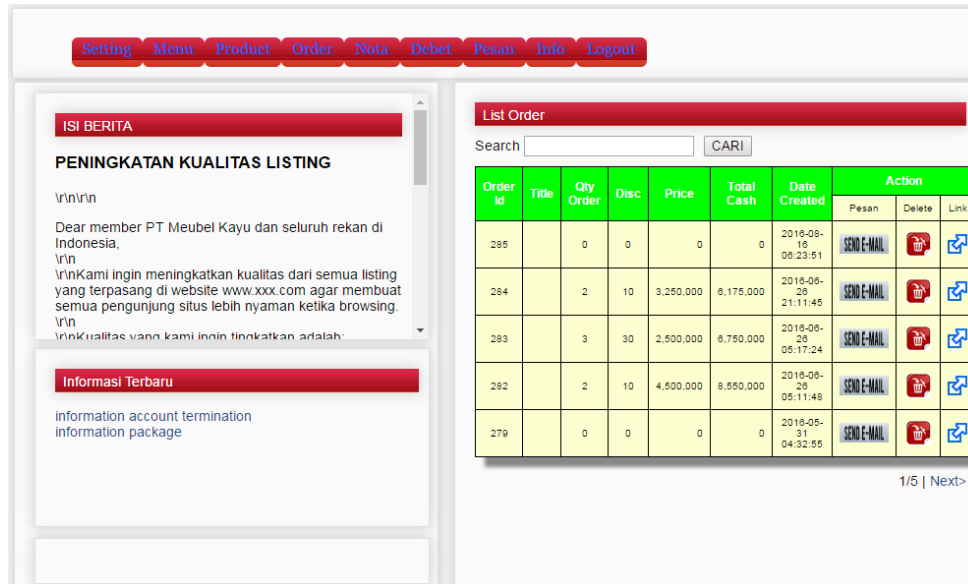 Setting Menu Product Order Nota Debet Pesan Info Logout
ISI BERITA
PENINGKATAN KUALITAS LISTING
\r\n\r\n
Dear member PT Meubel Kayu dan seluruh rekan di
Indonesia,
\r\n
\r\nKami ingin meningkatkan kualitas dari semua listing
yang terpasang di website www.xxx.com agar membuat
semua pengunjung situs lebih nyaman ketika browsing.
\r\n
\r\nKualitas yang kami ingin tingkatkan adalah:
Informasi Terbaru
information account termination
information package
List Order
Search CARI
Order Id Title Qty Order Disc Price Total Cash Date Created Action
Pesan Delete Link
285 0 0 0 0 2016-08-16 06:23:51 SEND E-MAIL
284 2 10 3,250,000 6,175,000 2016-06-26 21:11:45 SEND E-MAIL
283 3 30 2,500,000 6,750,000 2016-06-26 05:17:24 SEND E-MAIL
282 2 10 4,500,000 8,550,000 2016-06-26 05:11:48 SEND E-MAIL
279 0 0 0 0 2016-05-31 04:32:55 SEND E-MAIL
1/5 | Next>